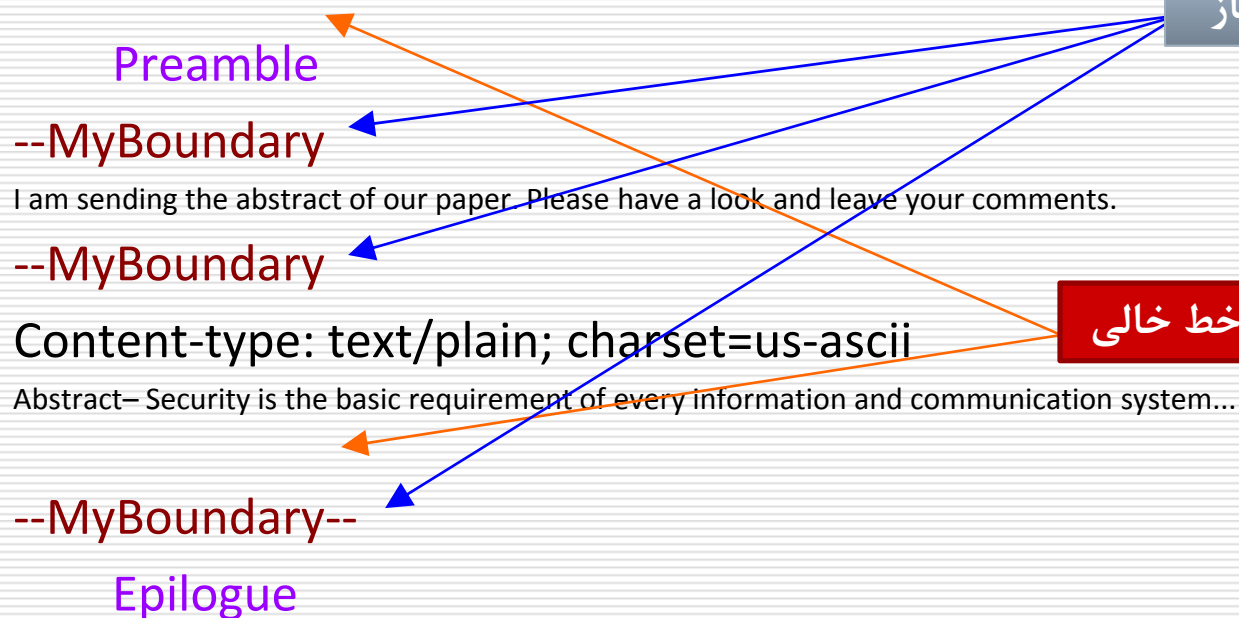 Preamble
--MyBoundary
I am sending the abstract of our paper. Please have a look and leave your comments.
--MyBoundary
Content-type: text/plain; charset=us-ascii
خط خالی
Abstract– Security is the basic requirement of every information and communication system...
--MyBoundary--
Epilogue